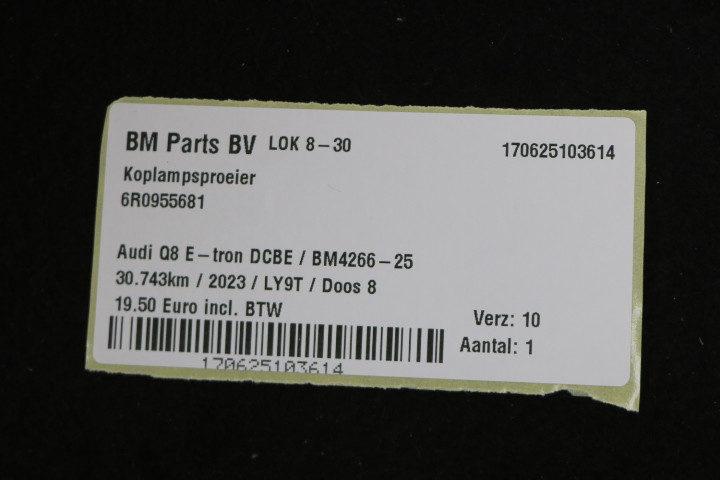 BM Parts BV LOK 8-30 170625103614
Koplampsproeier
6R0955681
Audi Q8 E-tron DCBE / BM4266-25
30.743km / 2023 / LY9T / Doos 8
19.50 Euro incl. BTW
Verz: 10
Aantal: 1
170625103614